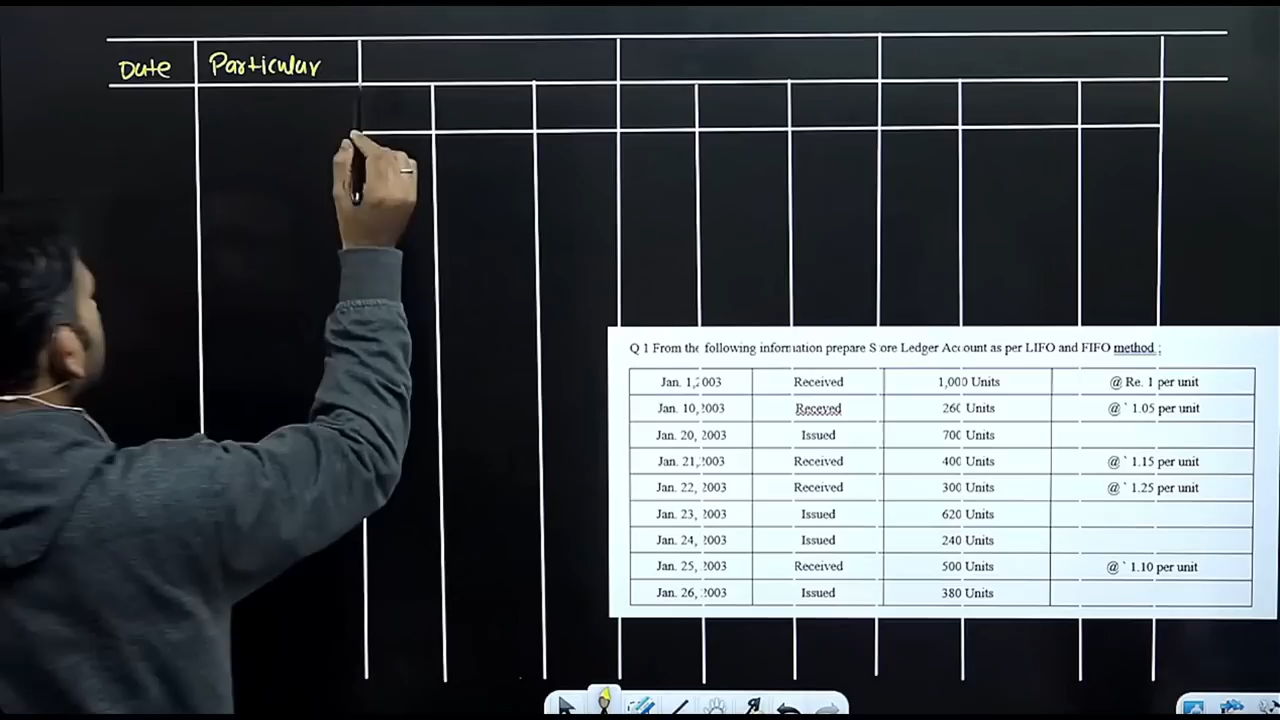 Date Particular
Q 1 From the following information prepare Store Ledger Account as per LIFO and FIFO method ;
Jan. 1,2003 Received 1,000 Units @ Re. 1 per unit
Jan. 10,2003 Receved 260 Units @ ` 1.05 per unit
Jan. 20, 2003 Issued 700 Units
Jan. 21,2003 Received 400 Units @ ` 1.15 per unit
Jan. 22, 2003 Received 300 Units @ ` 1.25 per unit
Jan. 23, 2003 Issued 620 Units
Jan. 24, 2003 Issued 240 Units
Jan. 25, 2003 Received 500 Units @ ` 1.10 per unit
Jan. 26, 2003 Issued 380 Units